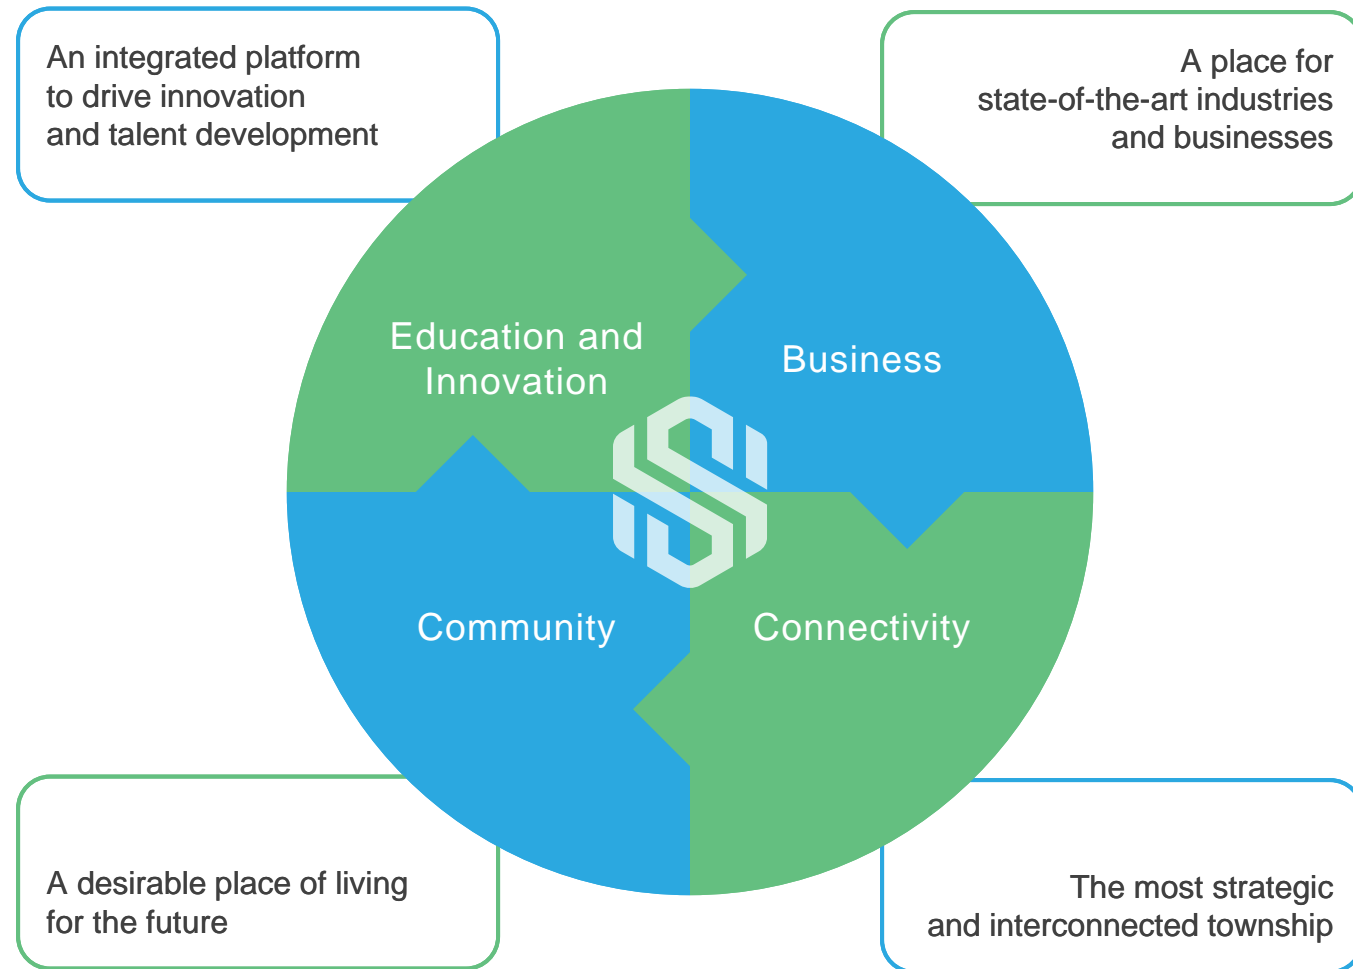 An integrated platform
to drive innovation
and talent development
A place for
state-of-the-art industries
and businesses
Education and
Innovation
Business
Community
Connectivity
A desirable place of living
for the future
The most strategic
and interconnected township